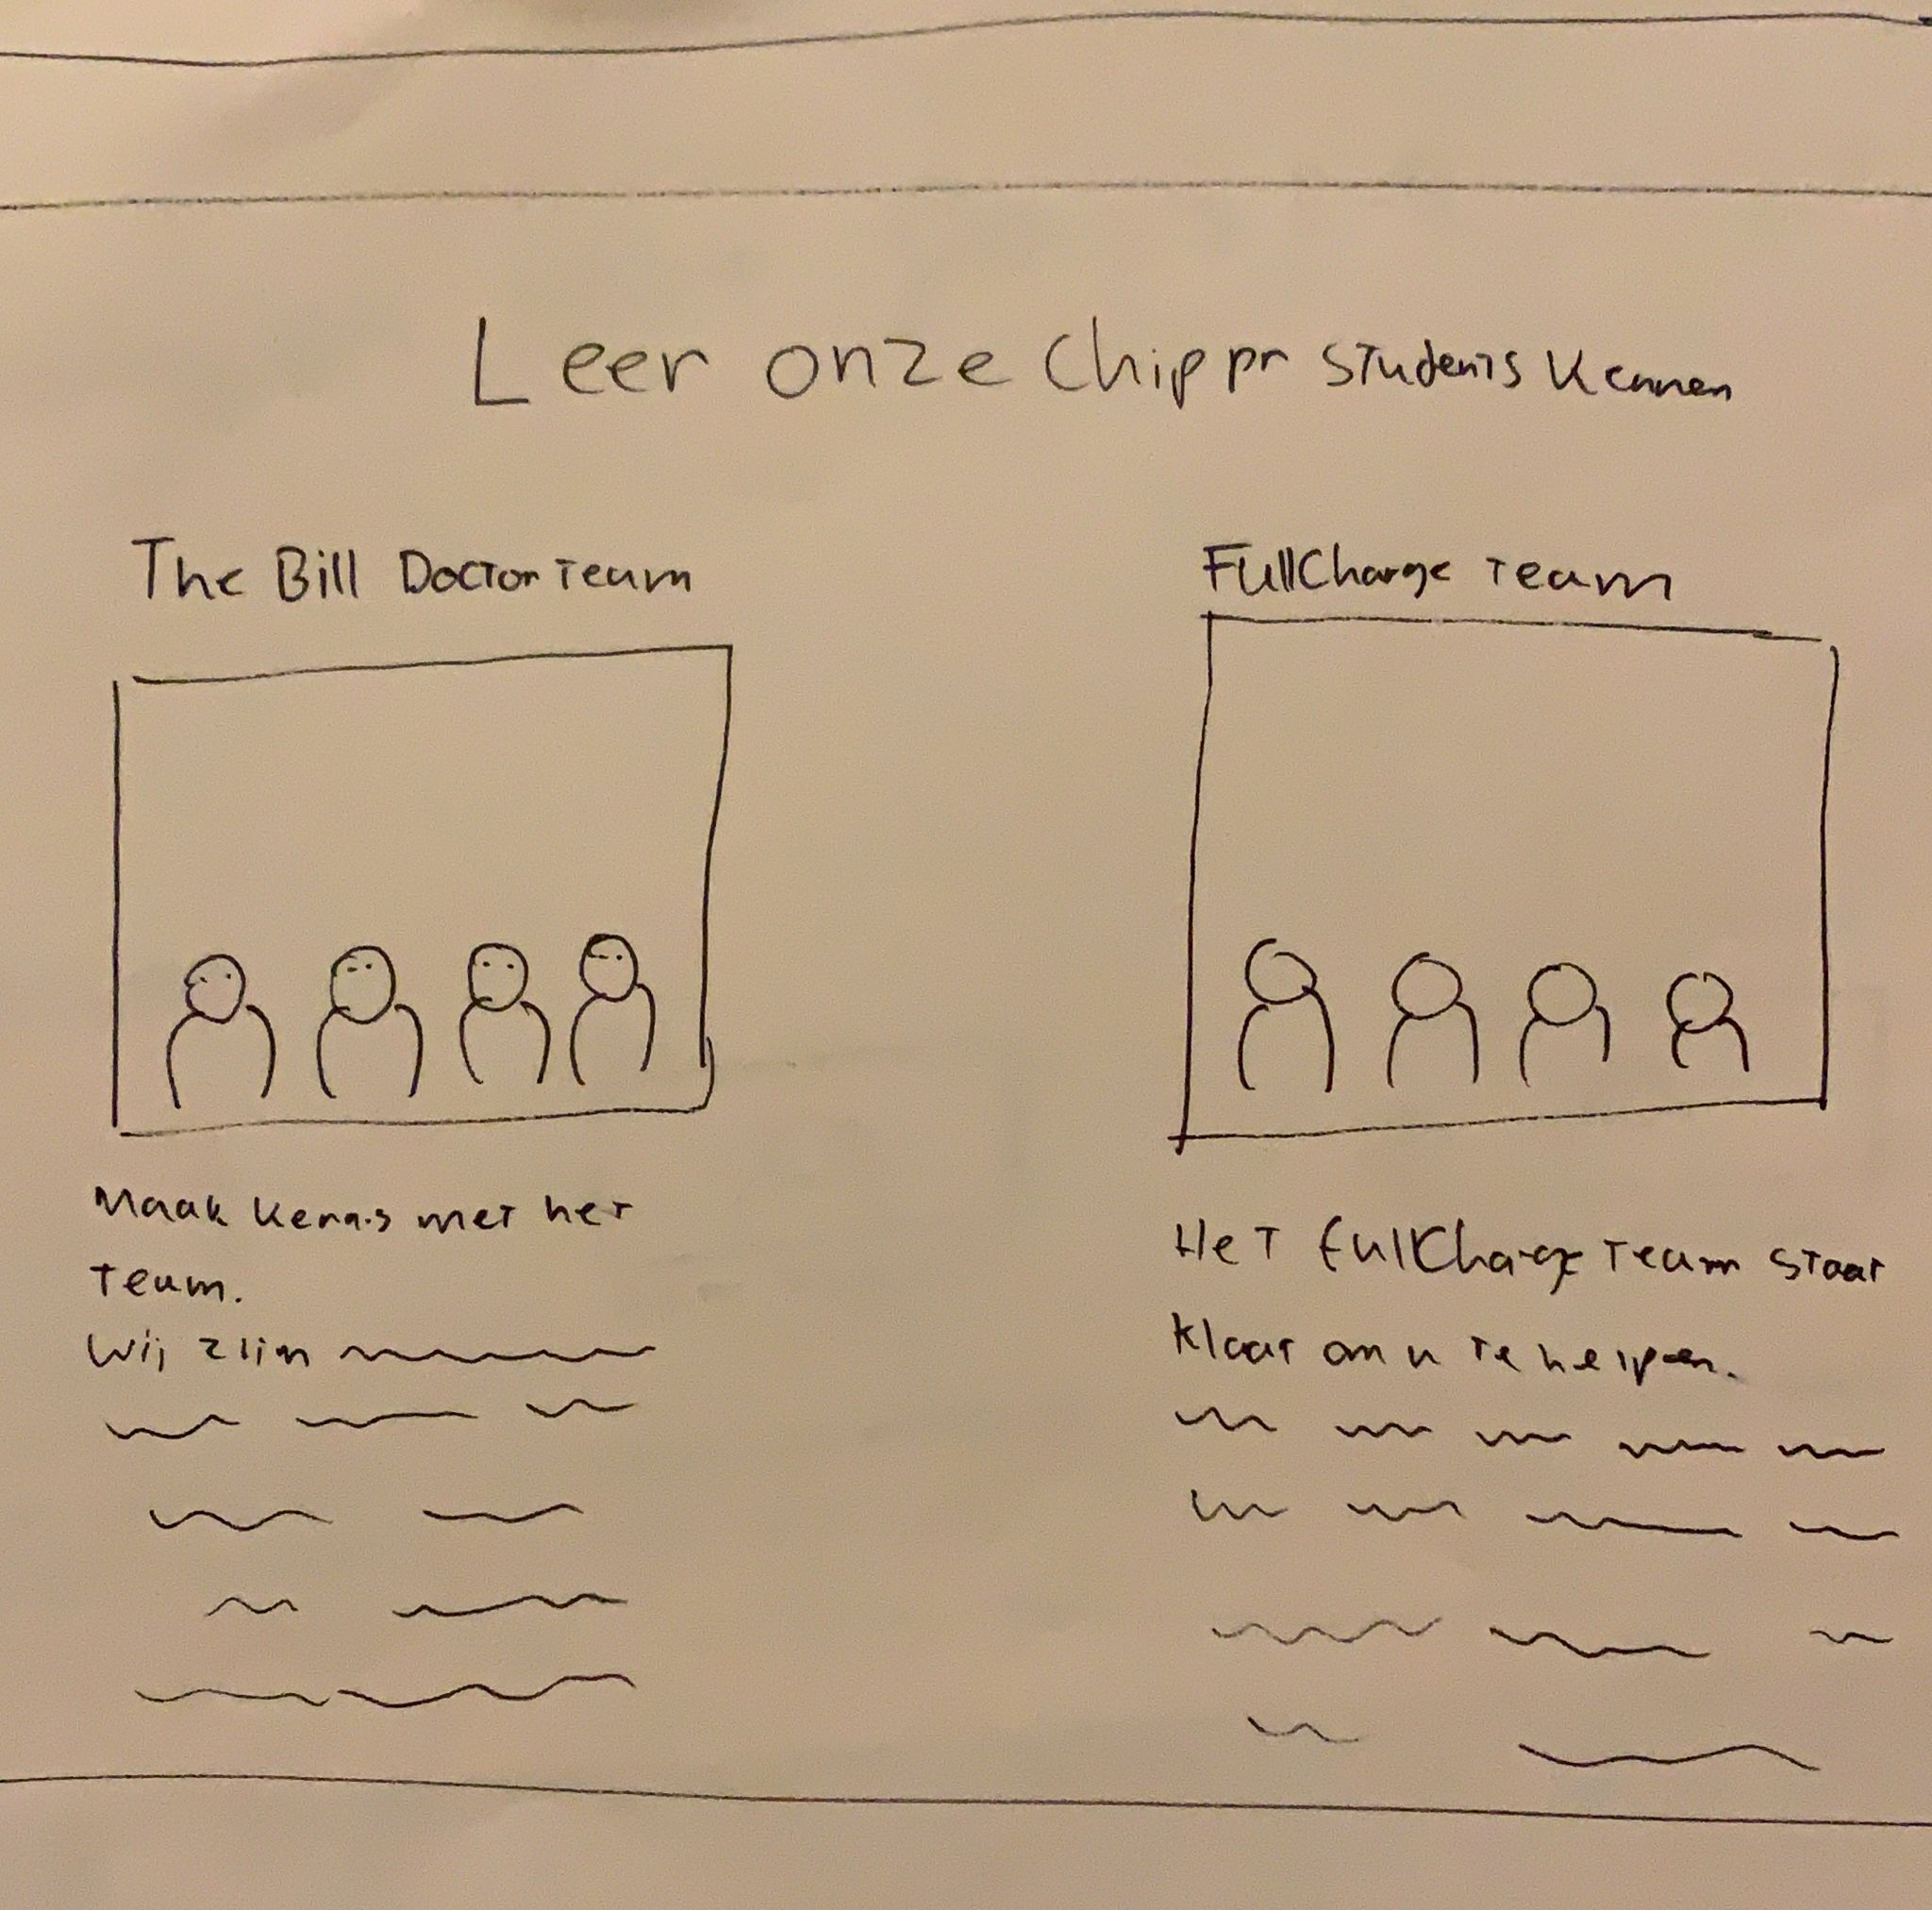 Leer onze Chippr students kennen
The Bill Doctor Team
FullCharge Team
Maak kennis met het
team.
Wij zijn
Het FullCharge team staat
klaar om u te helpen.